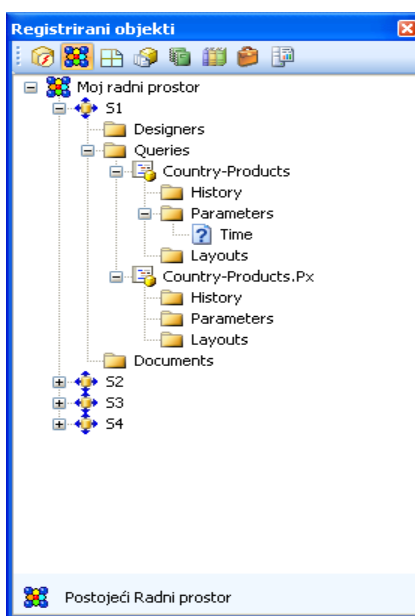 Registrirani objekti
Moj radni prostor
S1
Designers
Queries
Country-Products
History
Parameters
Time
Layouts
Country-Products.Px
History
Parameters
Layouts
Documents
S2
S3
S4
Postojeći Radni prostor